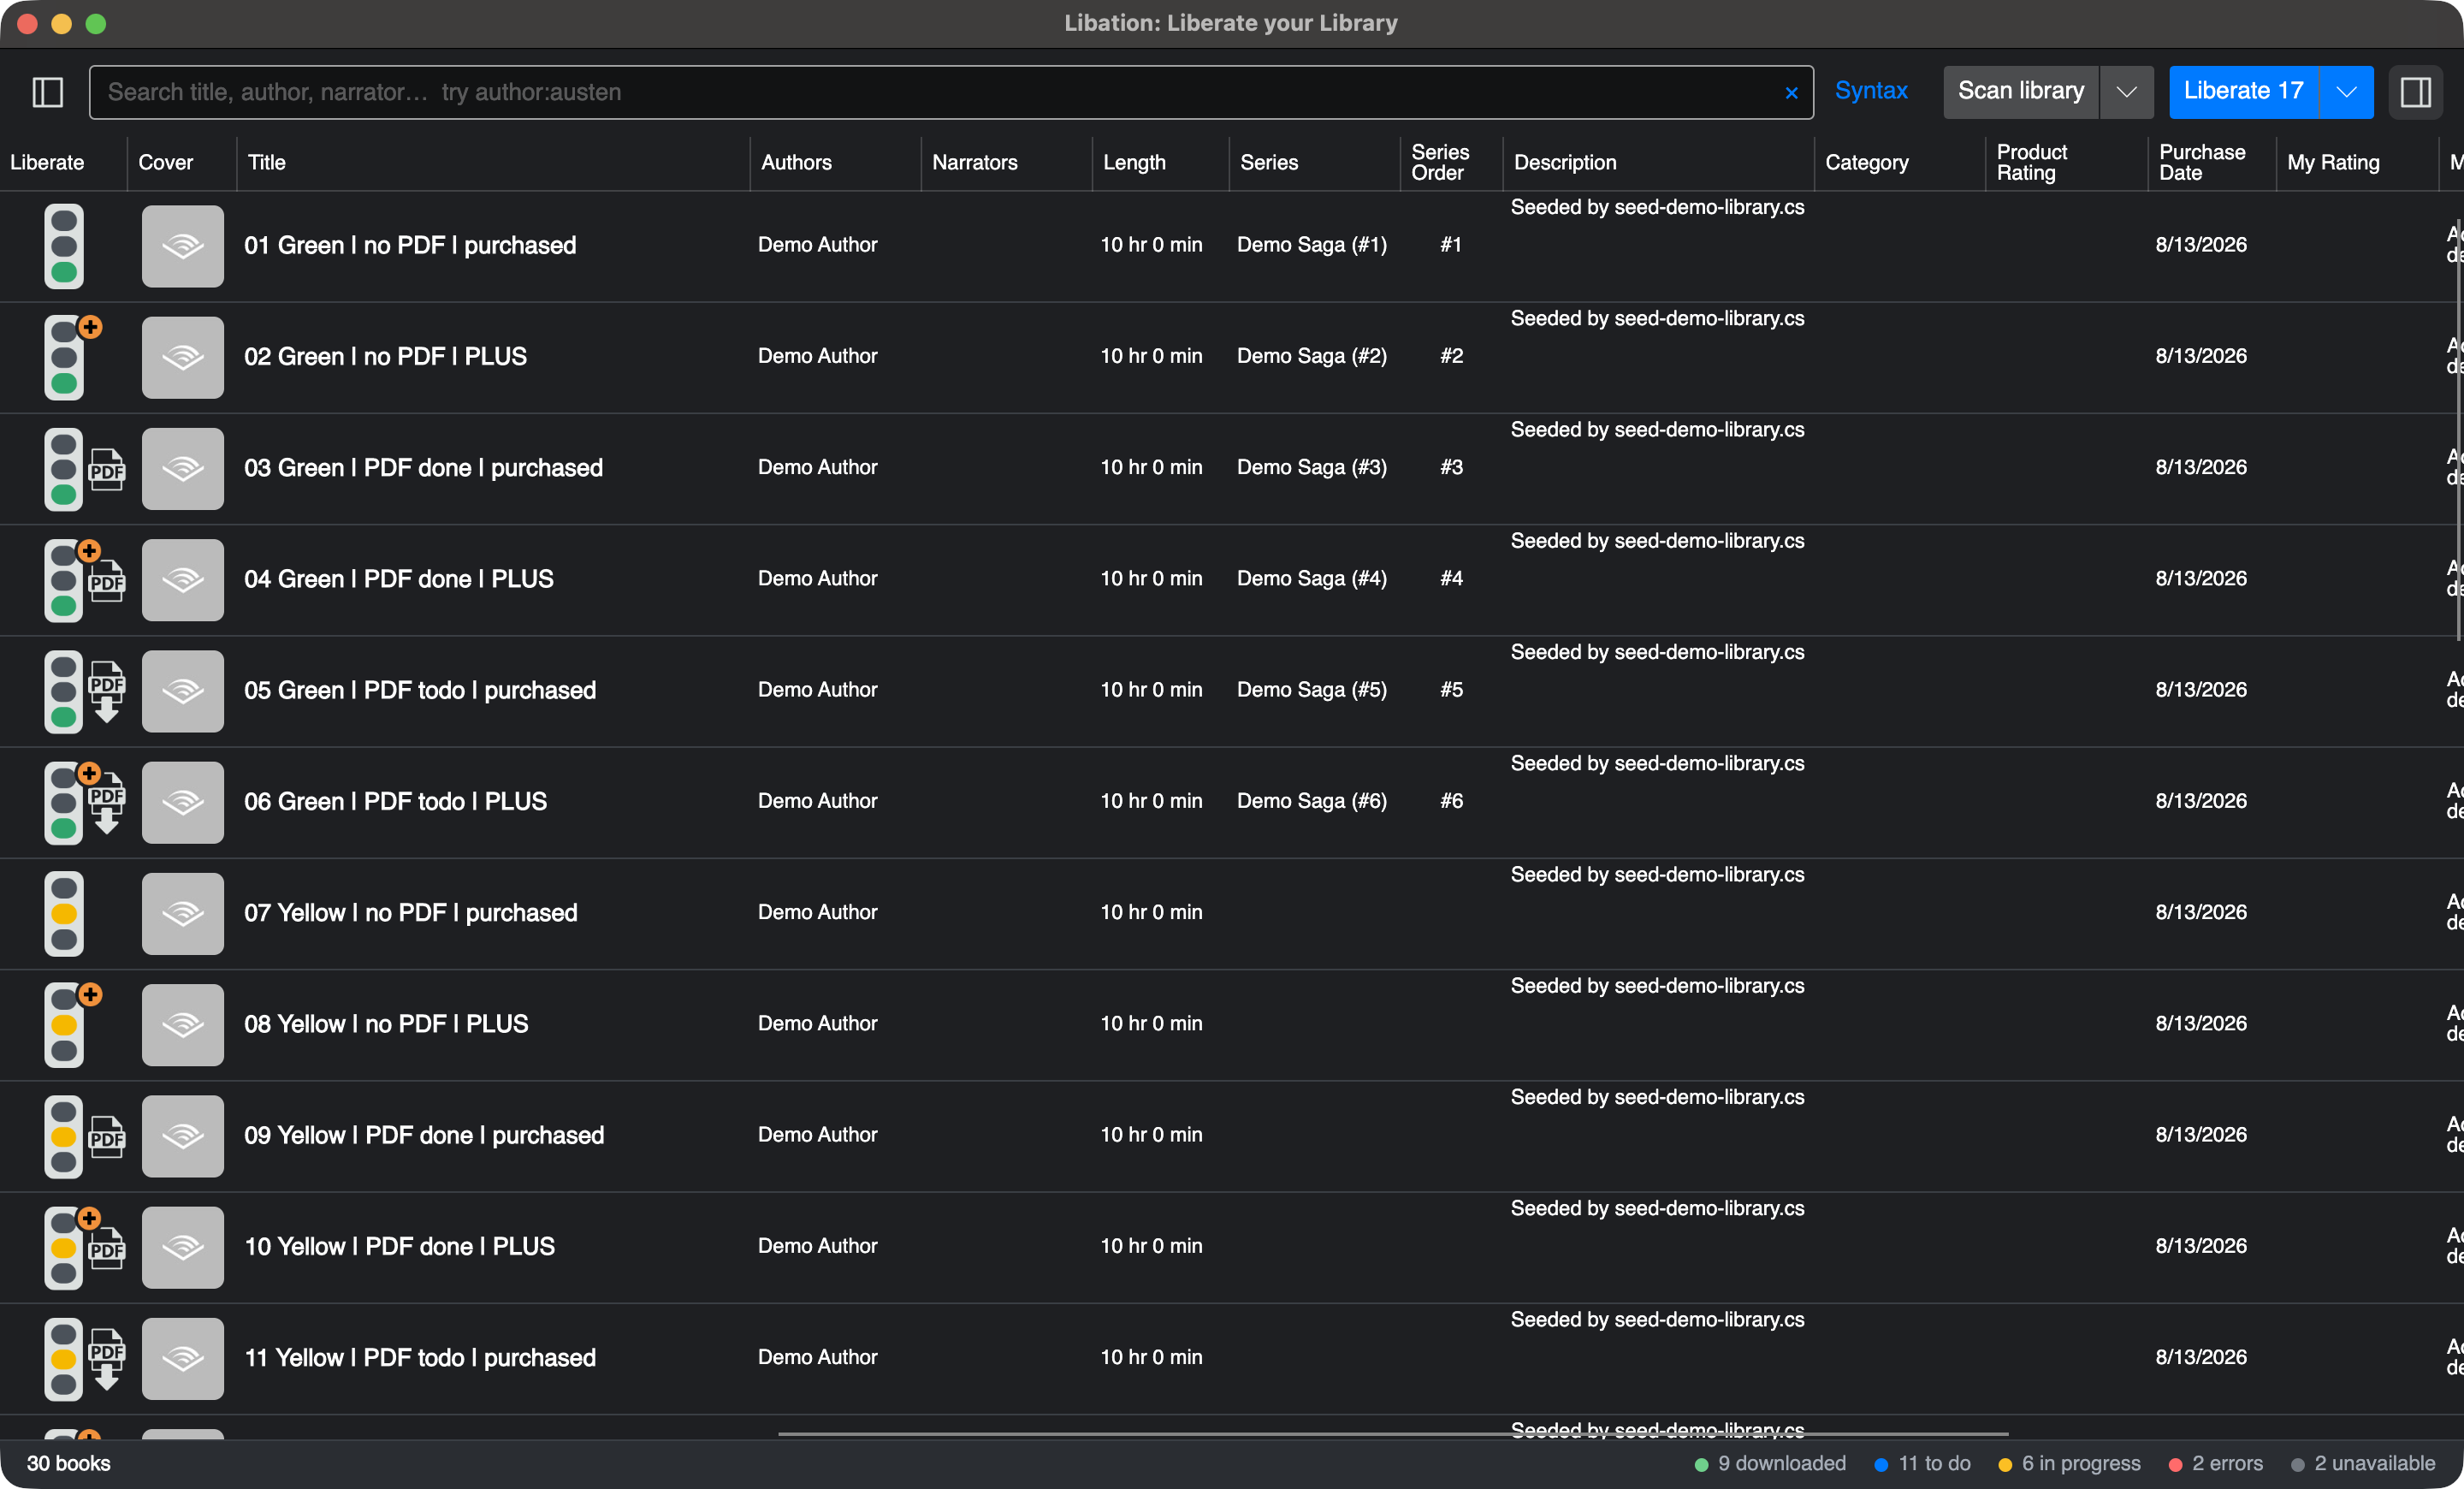 Libation: Liberate your Library
Search title, author, narrator… try author:austen × Syntax Scan library Liberate 17
Liberate Cover Title Authors Narrators Length Series Series Order Description Category Product Rating Purchase Date My Rating
01 Green | no PDF | purchased Demo Author 10 hr 0 min Demo Saga (#1) #1 Seeded by seed-demo-library.cs 8/13/2026
02 Green | no PDF | PLUS Demo Author 10 hr 0 min Demo Saga (#2) #2 Seeded by seed-demo-library.cs 8/13/2026
PDF 03 Green | PDF done | purchased Demo Author 10 hr 0 min Demo Saga (#3) #3 Seeded by seed-demo-library.cs 8/13/2026
PDF 04 Green | PDF done | PLUS Demo Author 10 hr 0 min Demo Saga (#4) #4 Seeded by seed-demo-library.cs 8/13/2026
PDF 05 Green | PDF todo | purchased Demo Author 10 hr 0 min Demo Saga (#5) #5 Seeded by seed-demo-library.cs 8/13/2026
PDF 06 Green | PDF todo | PLUS Demo Author 10 hr 0 min Demo Saga (#6) #6 Seeded by seed-demo-library.cs 8/13/2026
07 Yellow | no PDF | purchased Demo Author 10 hr 0 min Seeded by seed-demo-library.cs 8/13/2026
08 Yellow | no PDF | PLUS Demo Author 10 hr 0 min Seeded by seed-demo-library.cs 8/13/2026
PDF 09 Yellow | PDF done | purchased Demo Author 10 hr 0 min Seeded by seed-demo-library.cs 8/13/2026
PDF 10 Yellow | PDF done | PLUS Demo Author 10 hr 0 min Seeded by seed-demo-library.cs 8/13/2026
PDF 11 Yellow | PDF todo | purchased Demo Author 10 hr 0 min Seeded by seed-demo-library.cs 8/13/2026
Seeded by seed-demo-library.cs
30 books 9 downloaded 11 to do 6 in progress 2 errors 2 unavailable